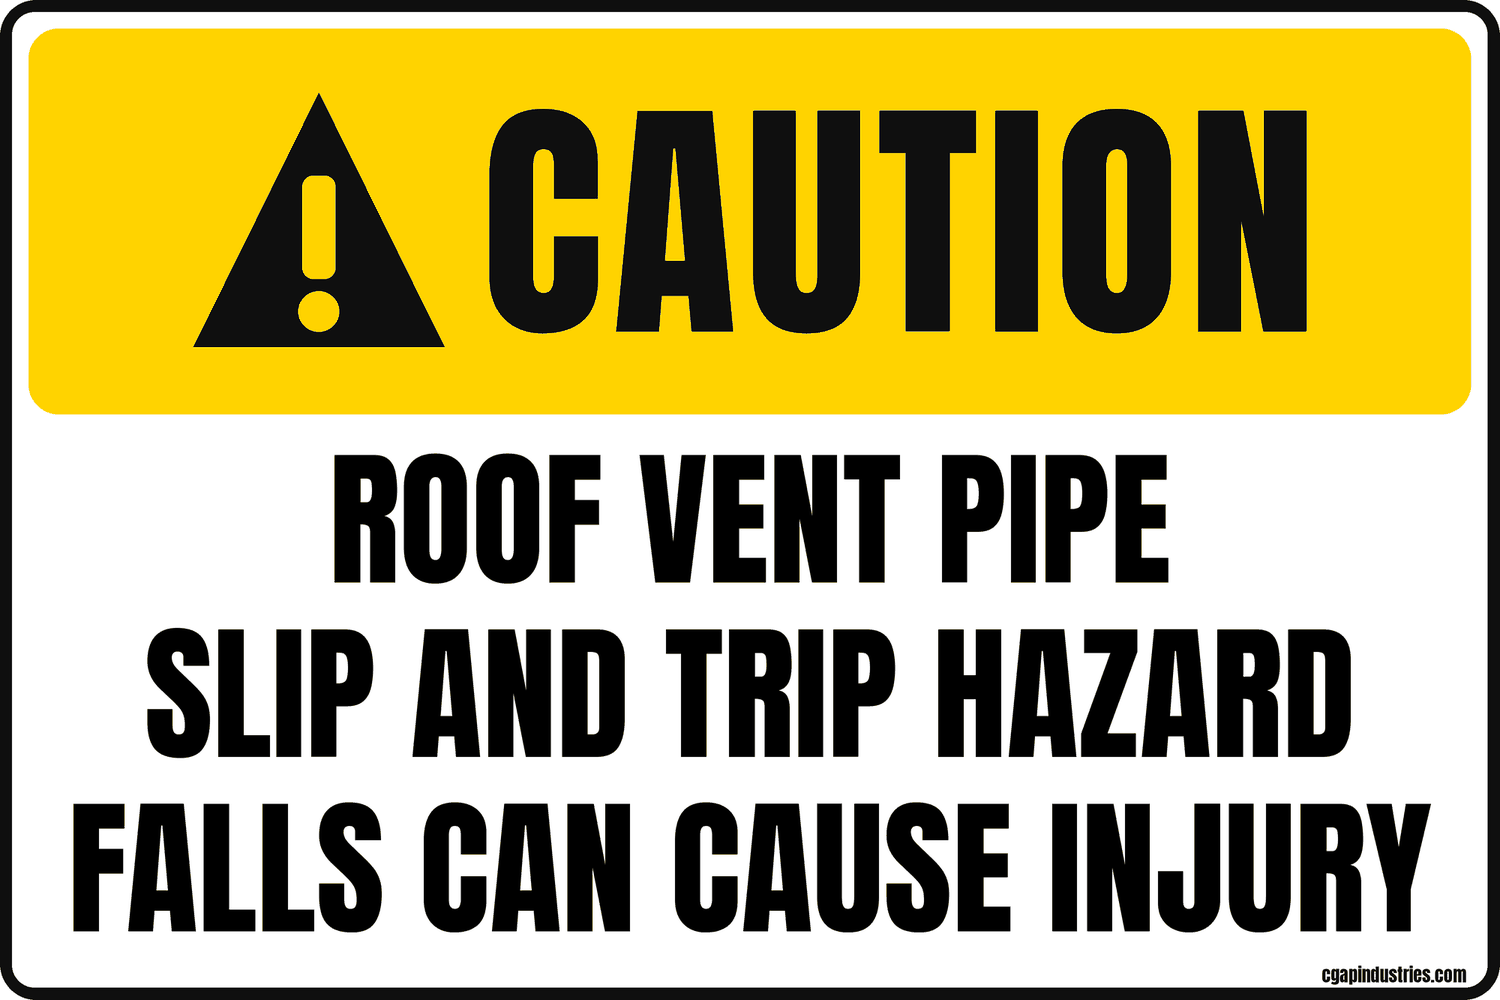 CAUTION
ROOF VENT PIPE
SLIP AND TRIP HAZARD
FALLS CAN CAUSE INJURY
cgapindustries.com